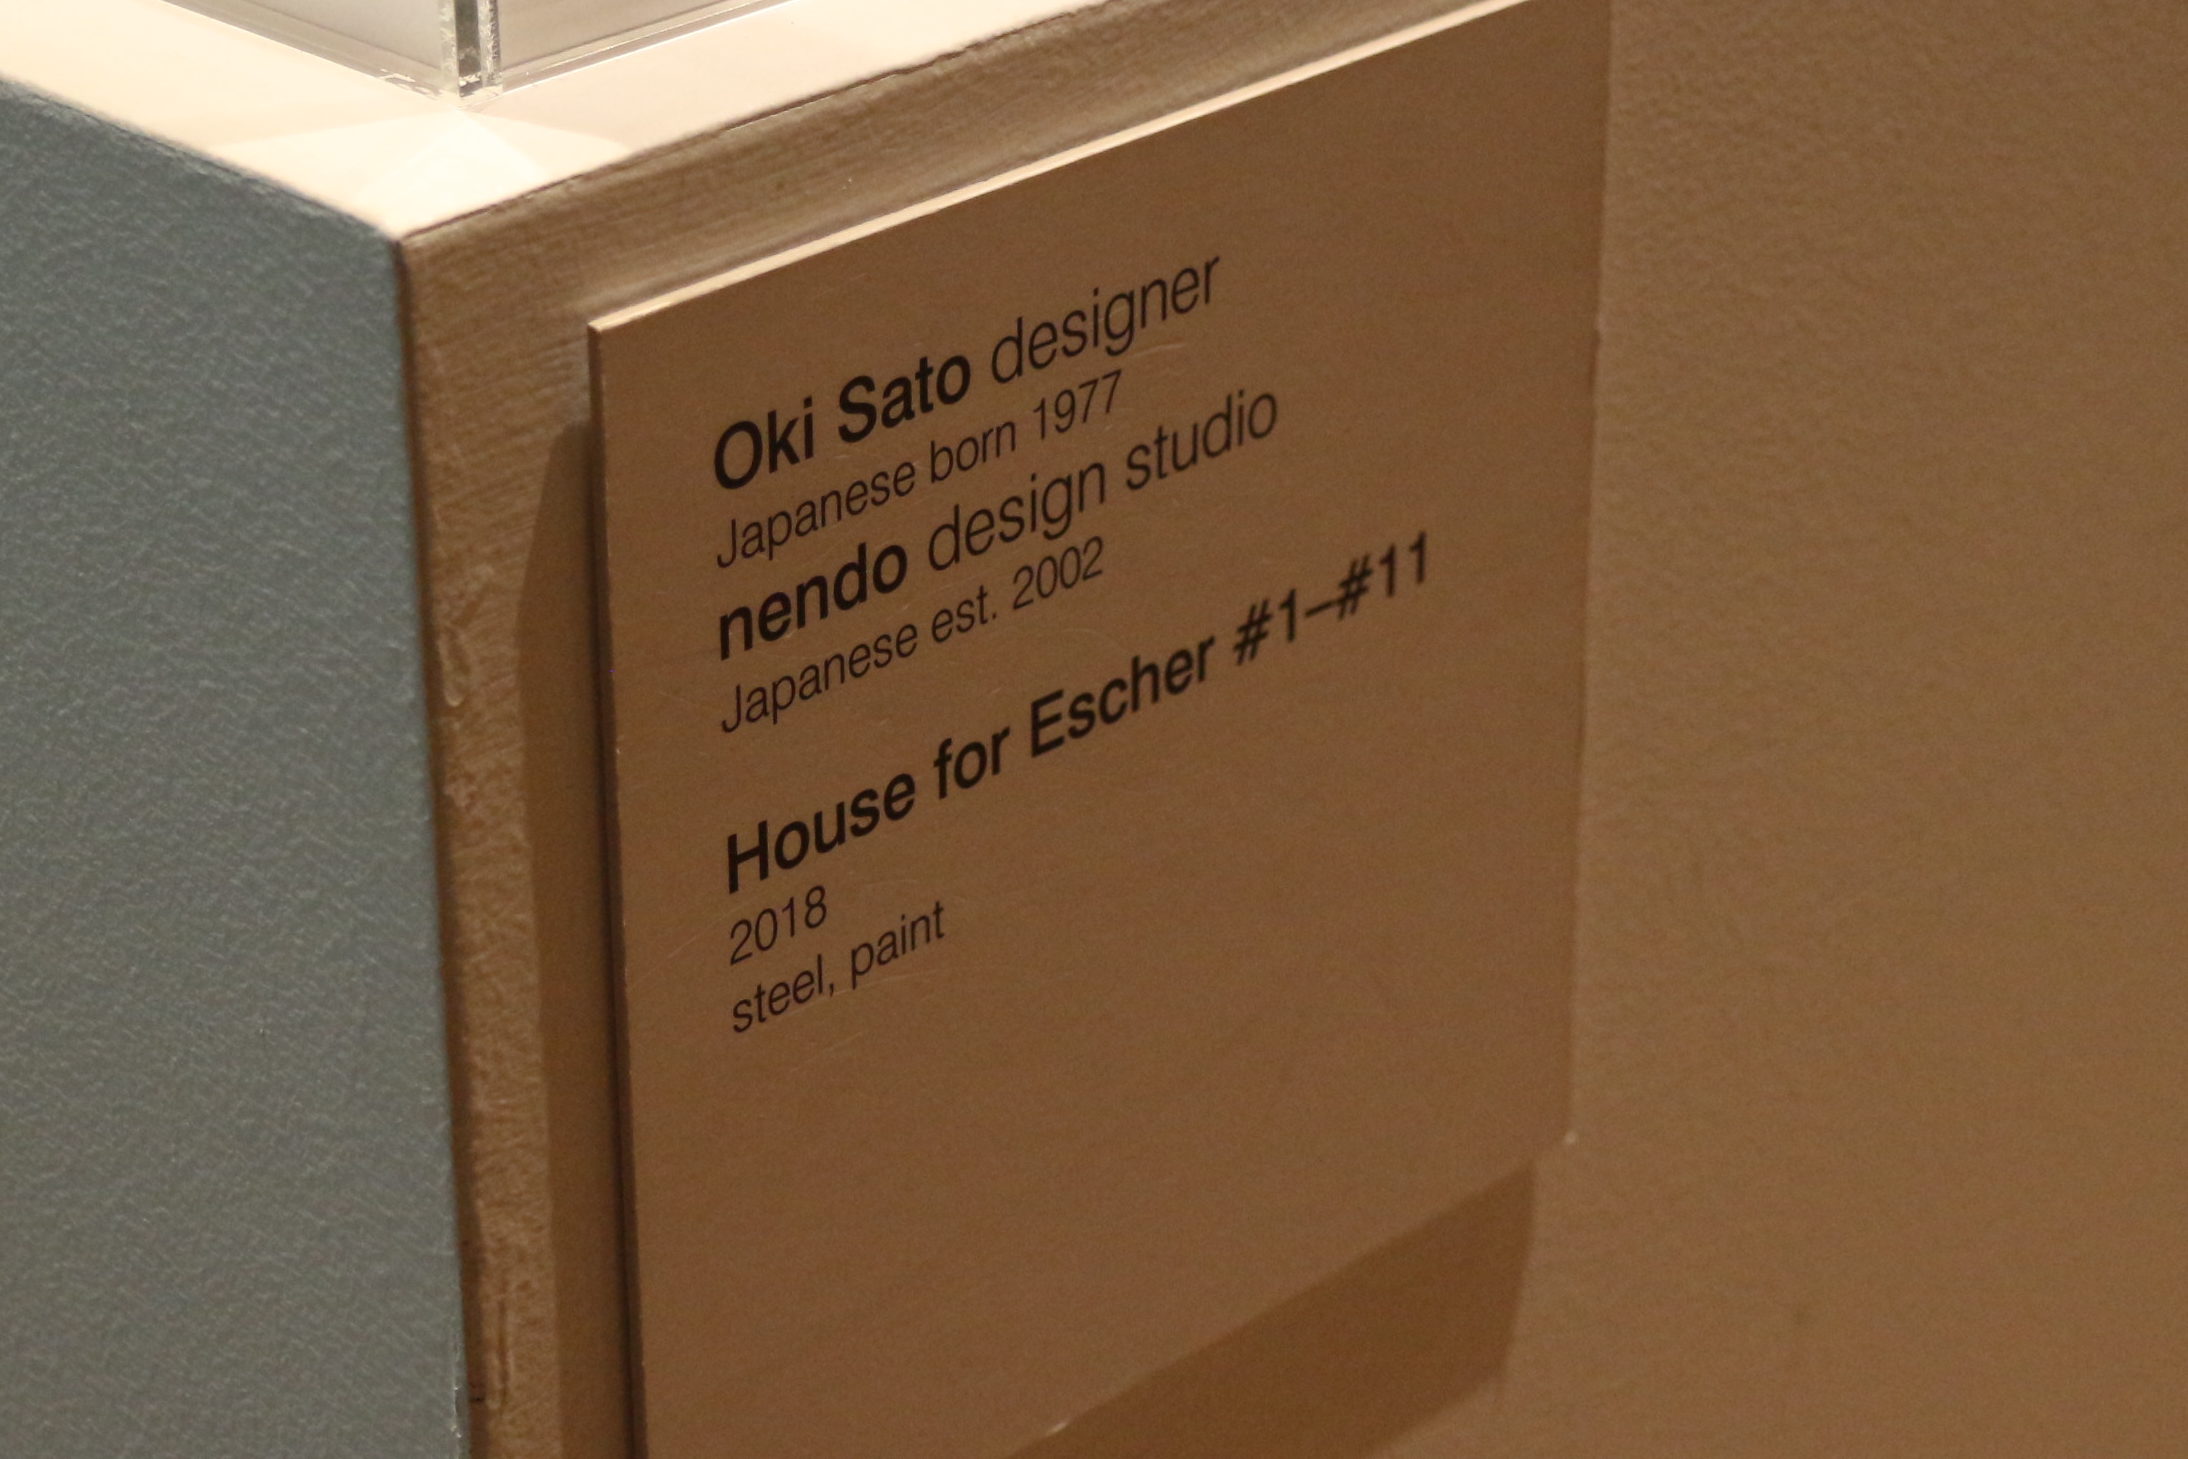 Oki Sato designer
Japanese born 1977
nendo design studio
Japanese est. 2002
House for Escher #1–#11
2018
steel, paint